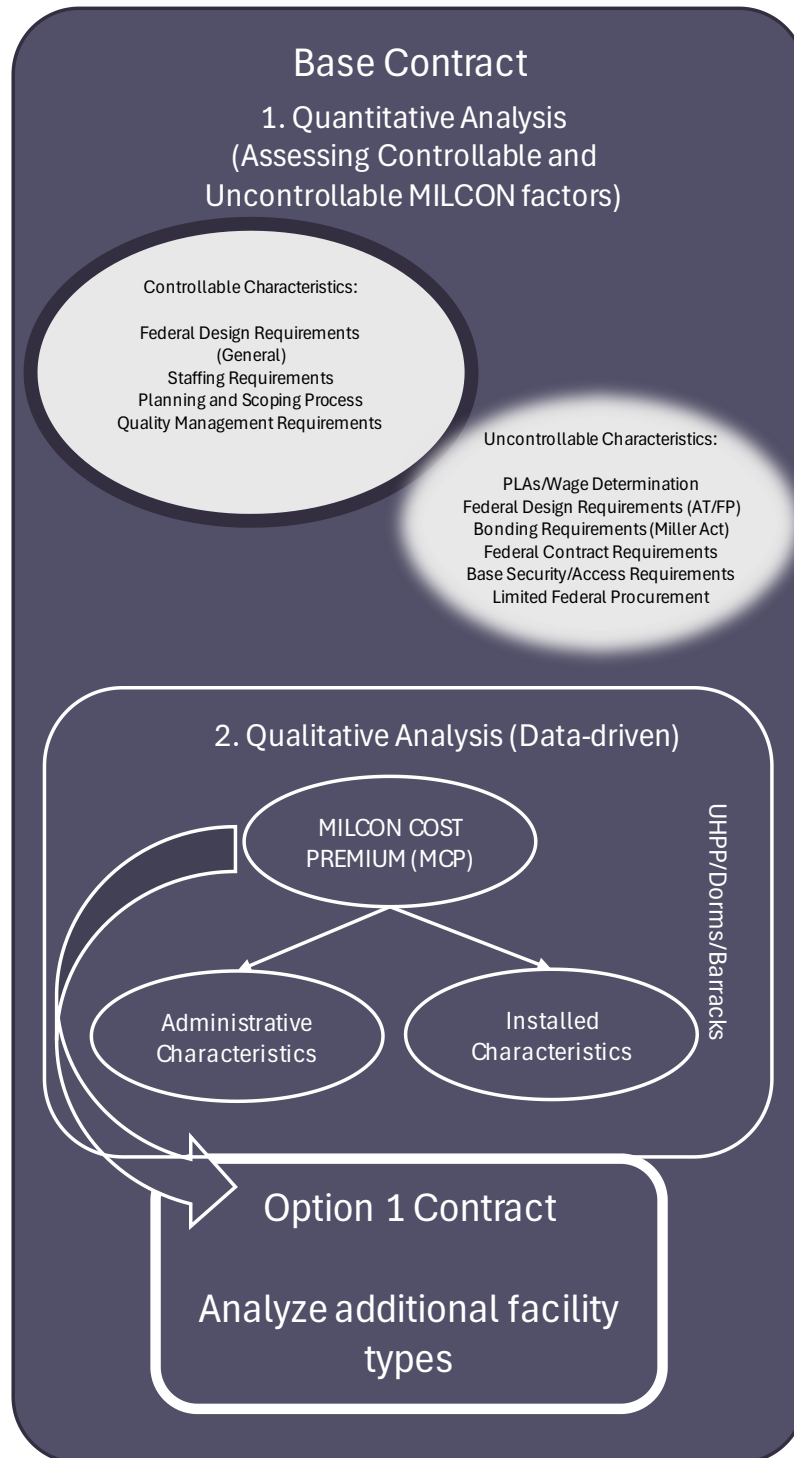 Base Contract
1. Quantitative Analysis
(Assessing Controllable and
Uncontrollable MILCON factors)
Controllable Characteristics:
Federal Design Requirements
(General)
Staffing Requirements
Planning and Scoping Process
Quality Management Requirements
Uncontrollable Characteristics:
PLAs/Wage Determination
Federal Design Requirements (AT/FP)
Bonding Requirements (Miller Act)
Federal Contract Requirements
Base Security/Access Requirements
Limited Federal Procurement
2. Qualitative Analysis (Data-driven)
MILCON COST
PREMIUM (MCP)
UHPP/Dorms/Barracks
Administrative
Characteristics
Installed
Characteristics
Option 1 Contract
Analyze additional facility
types